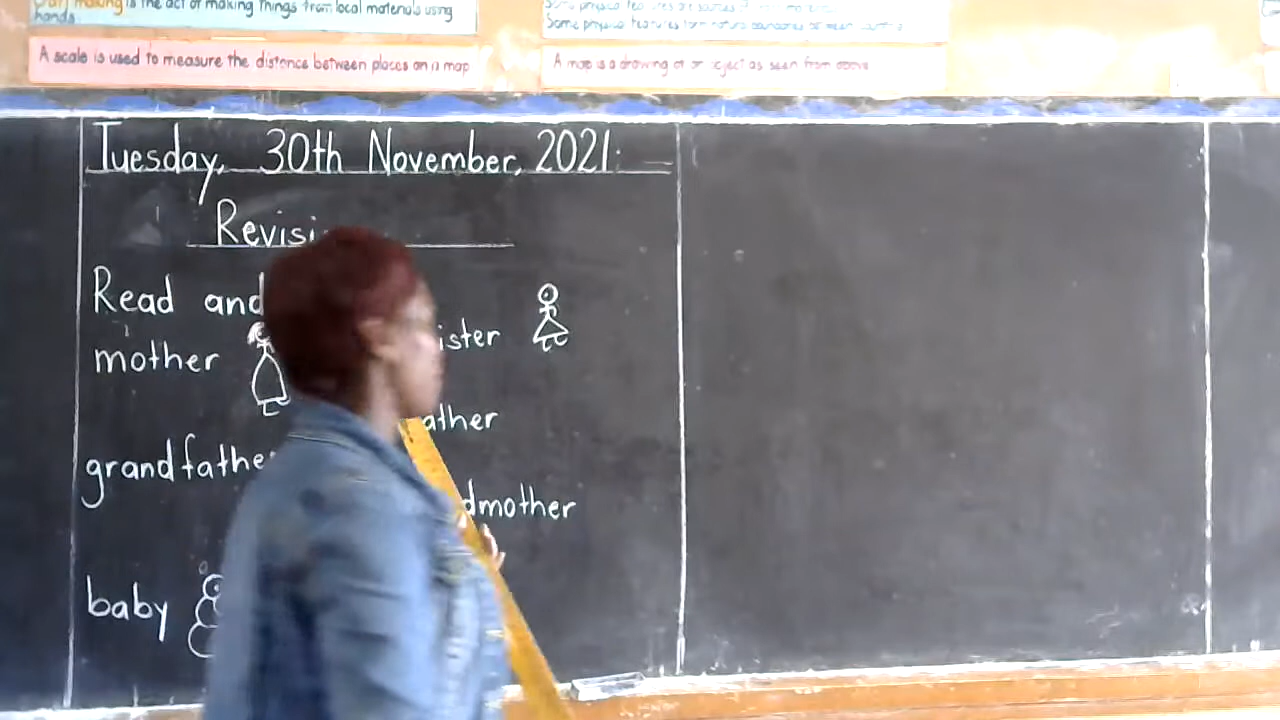 making is the act of making things from local materials using
hands
Some physical features form natural boundaries
A scale is used to measure the distance between places on a map
A map is a drawing of an object as seen from above
Tuesday, 30th November, 2021.
Revisi
Read and
mother ister
ather
grandfathe
dmother
baby